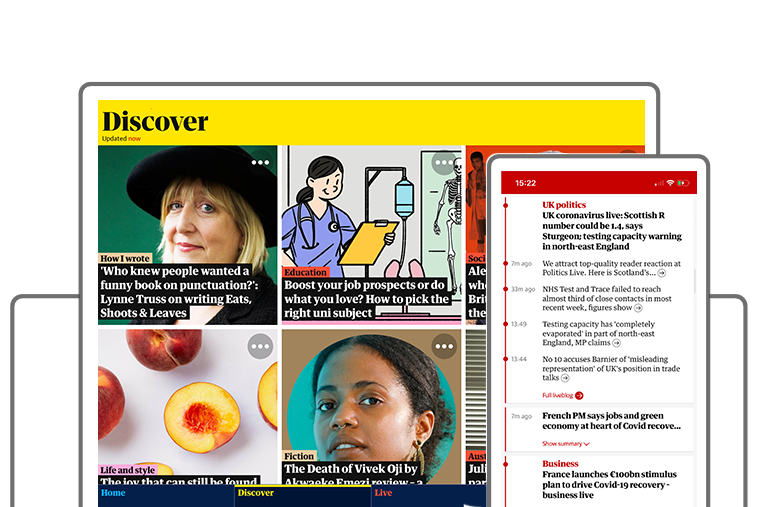 Discover
Updated now
How I wrote
'Who knew people wanted a
funny book on punctuation?':
Lynne Truss on writing Eats,
Shoots & Leaves
Education
Boost your job prospects or do
what you love? How to pick the
right uni subject
Soci
Ale
who
Brit
the
Life and style
The joy that can still be found
Fiction
The Death of Vivek Oji by
Akwaeke Emezi review – a
Aust
Juli
par
Home
Discover
Live
15:22
UK politics
UK coronavirus live: Scottish R
number could be 1.4, says
Sturgeon; testing capacity warning
in north-east England
7m ago
We attract top-quality reader reaction at
Politics Live. Here is Scotland's...
33m ago
NHS Test and Trace failed to reach
almost third of close contacts in most
recent week, figures show
13:49
Testing capacity has 'completely
evaporated' in part of north-east
England, MP claims
13:44
No 10 accuses Barnier of 'misleading
representation' of UK's position in trade
talks
Full liveblog
7m ago
French PM says jobs and green
economy at heart of Covid recove...
Show summary
Business
France launches €100bn stimulus
plan to drive Covid-19 recovery -
business live